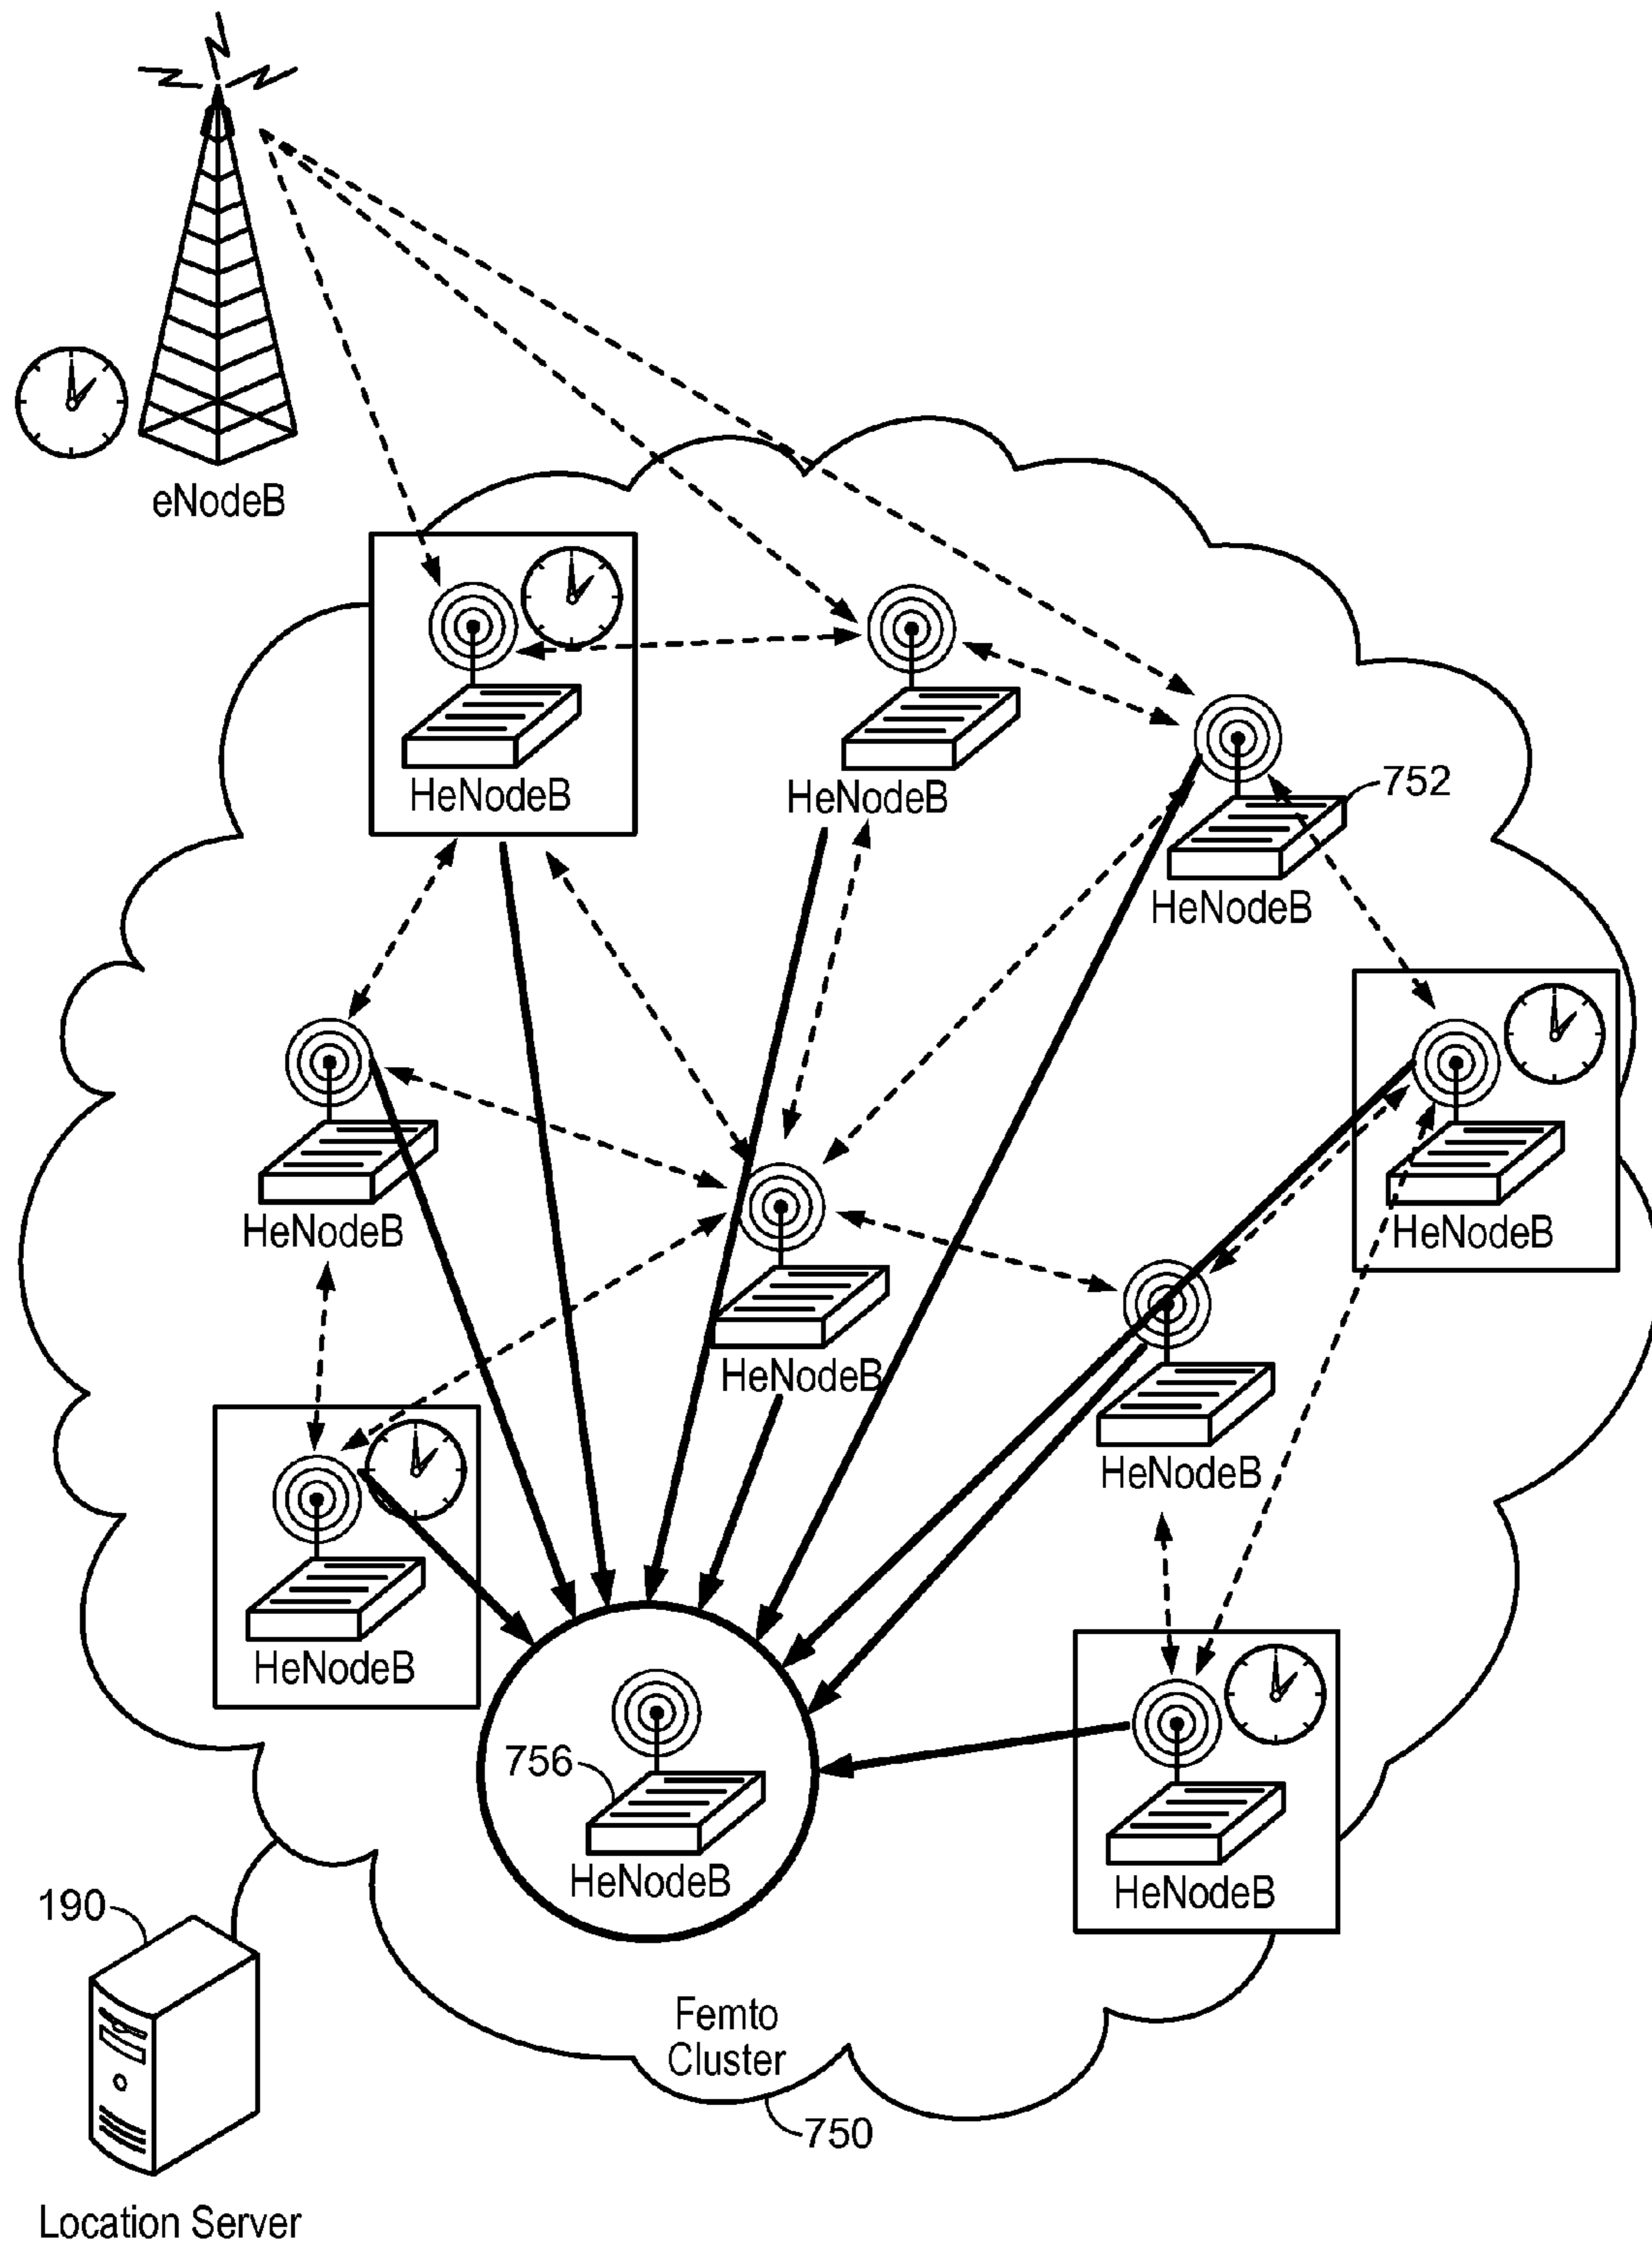 eNodeB
HeNodeB
HeNodeB
752
HeNodeB
HeNodeB
HeNodeB
HeNodeB
HeNodeB
HeNodeB
756
HeNodeB
HeNodeB
190
Femto
Cluster
750
Location Server